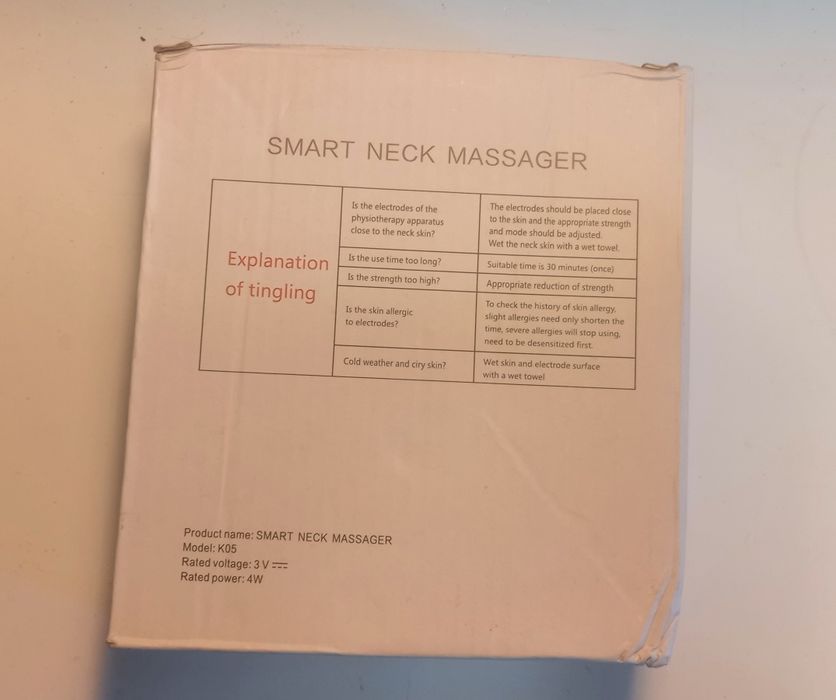 SMART NECK MASSAGER
Explanation
of tingling
Is the electrodes of the
physiotherapy apparatus
close to the neck skin?
The electrodes should be placed close
to the skin and the appropriate strength
and mode should be adjusted.
Wet the neck skin with a wet towel.
Is the use time too long?
Suitable time is 30 minutes (once)
Is the strength too high?
Appropriate reduction of strength
Is the skin allergic
to electrodes?
To check the history of skin allergy,
slight allergies need only shorten the
time, severe allergies will stop using,
need to be desensitized first.
Cold weather and ciry skin?
Wet skin and electrode surface
with a wet towel
Product name: SMART NECK MASSAGER
Model: K05
Rated voltage: 3 V ⎓
Rated power: 4W